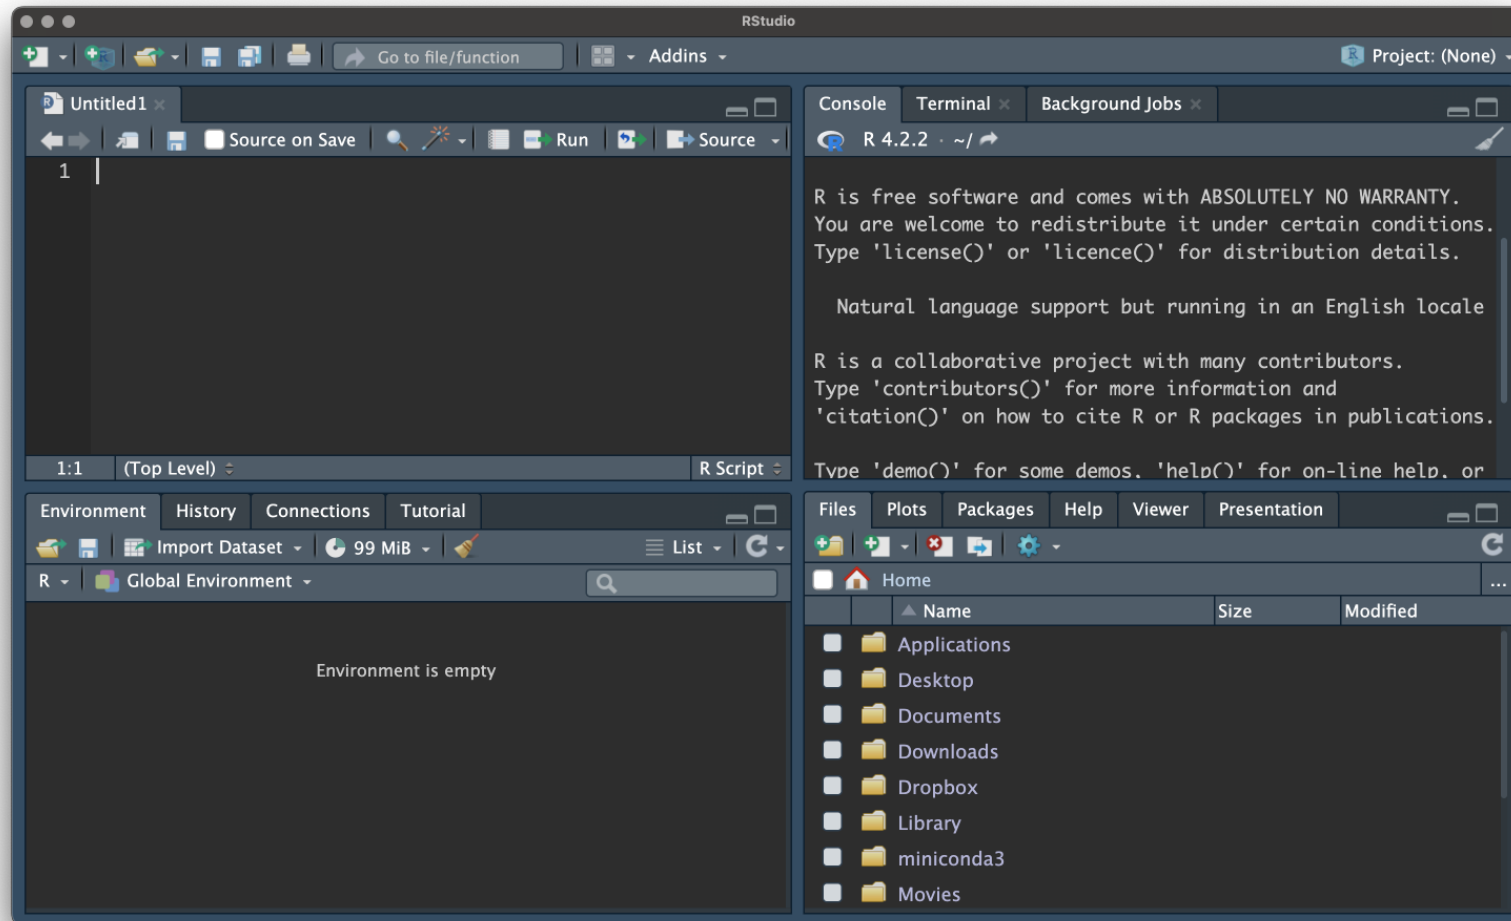 RStudio
Go to file/function
Addins
Project: (None)
Untitled1
Source on Save
Run
Source
1
1:1
(Top Level)
R Script
Console
Terminal
Background Jobs
R 4.2.2 · ~/
R is free software and comes with ABSOLUTELY NO WARRANTY.
You are welcome to redistribute it under certain conditions.
Type 'license()' or 'licence()' for distribution details.
Natural language support but running in an English locale
R is a collaborative project with many contributors.
Type 'contributors()' for more information and
'citation()' on how to cite R or R packages in publications.
Type 'demo()' for some demos, 'help()' for on-line help, or
Environment
History
Connections
Tutorial
Import Dataset
99 MiB
List
R
Global Environment
Environment is empty
Files
Plots
Packages
Help
Viewer
Presentation
Home
...
Name
Size
Modified
Applications
Desktop
Documents
Downloads
Dropbox
Library
miniconda3
Movies